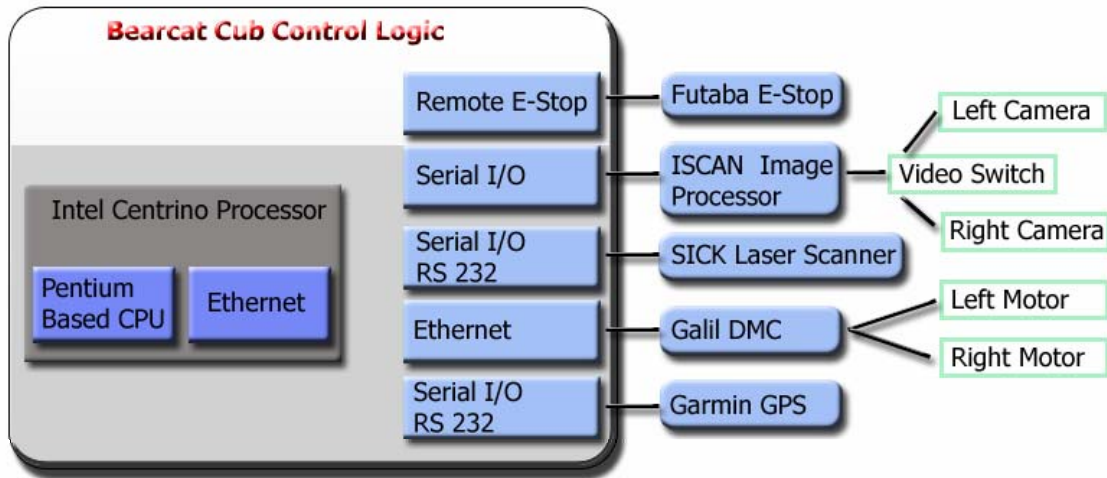 Bearcat Cub Control Logic
Remote E-Stop
Futaba E-Stop
Left Camera
Serial I/O
ISCAN Image
Processor
Video Switch
Right Camera
Intel Centrino Processor
Pentium
Based CPU
Ethernet
Serial I/O
RS 232
SICK Laser Scanner
Ethernet
Galil DMC
Left Motor
Right Motor
Serial I/O
RS 232
Garmin GPS